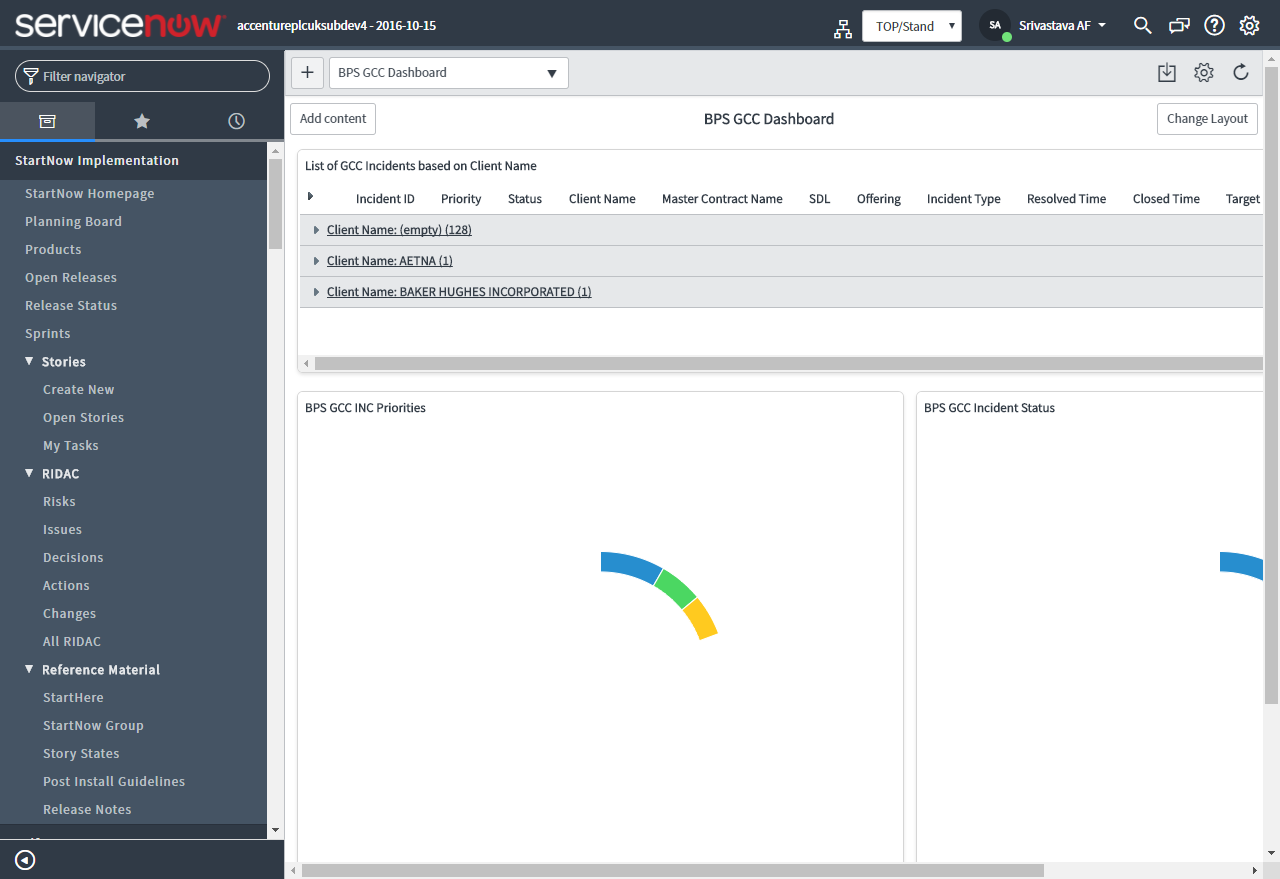 servicenow accentureplcuksubdev4 - 2016-10-15 TOP/Stand SA Srivastava AF
Filter navigator
BPS GCC Dashboard
Add content BPS GCC Dashboard Change Layout
StartNow Implementation
StartNow Homepage
Planning Board
Products
Open Releases
Release Status
Sprints
Stories
Create New
Open Stories
My Tasks
RIDAC
Risks
Issues
Decisions
Actions
Changes
All RIDAC
Reference Material
StartHere
StartNow Group
Story States
Post Install Guidelines
Release Notes
List of GCC Incidents based on Client Name
Incident ID Priority Status Client Name Master Contract Name SDL Offering Incident Type Resolved Time Closed Time Target
Client Name: (empty) (128)
Client Name: AETNA (1)
Client Name: BAKER HUGHES INCORPORATED (1)
BPS GCC INC Priorities
BPS GCC Incident Status